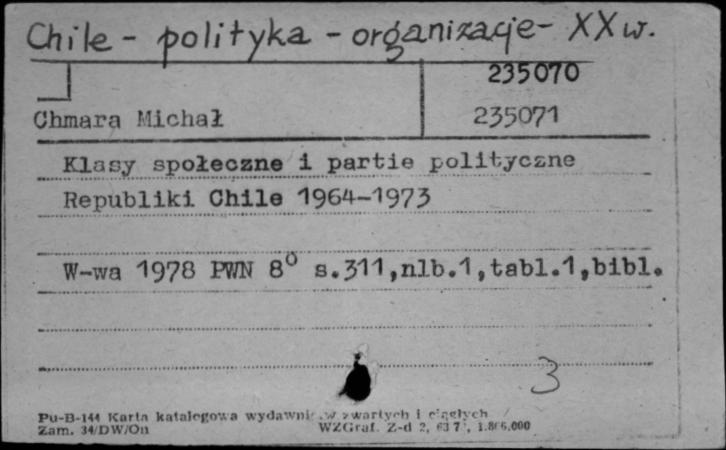 Chile - polityka - organizacje - XX w.
235070
Chmara Michał 235071
Klasy społeczne i partie polityczne
Republiki Chile 1964-1973
W-wa 1978 PWN 8⁰ s.311,nlb.1,tabl.1,bibl.
3
Pu-B-144 Karta katalogowa wydawnictw zwartych i ciągłych
Zam. 34/DW/On WZGraf. Z-d 2,